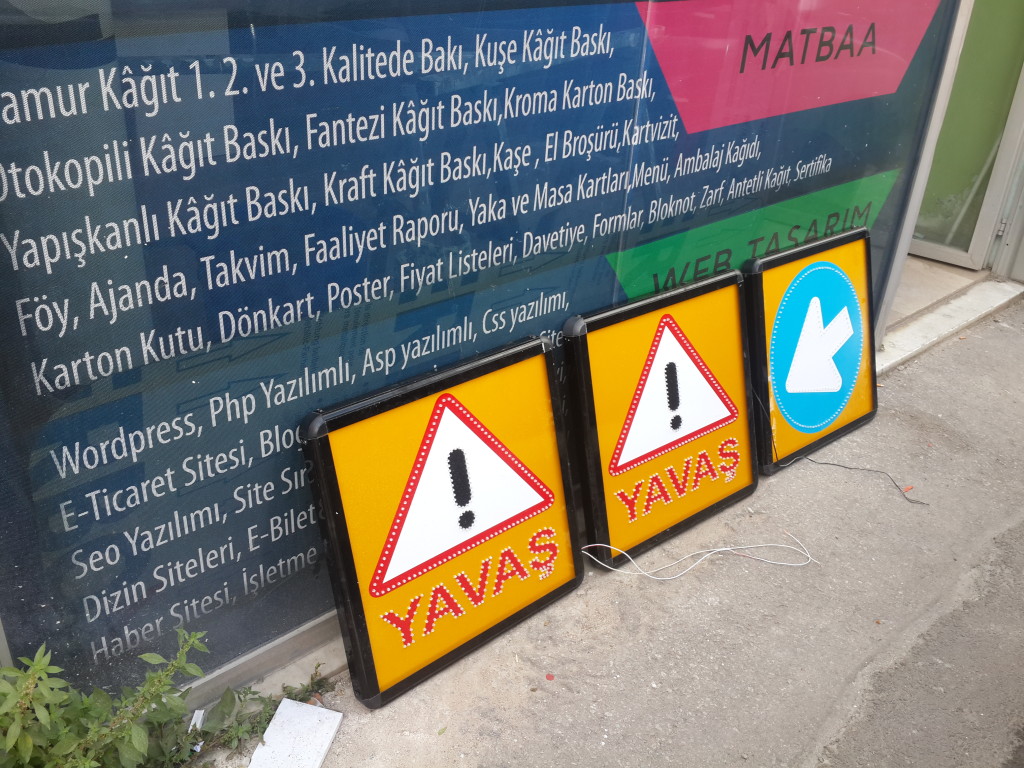 amur Kâğıt 1. 2. ve 3. Kalitede Bakı, Kuşe Kâğıt Baskı,
Otokopili Kâğıt Baskı, Fantezi Kâğıt Baskı,Kroma Karton Baskı,
Yapışkanlı Kâğıt Baskı, Kraft Kâğıt Baskı,Kaşe , El Broşürü,Kartvizit,
Föy, Ajanda, Takvim, Faaliyet Raporu, Yaka ve Masa Kartları,Menü, Ambalaj Kağıdı,
Karton Kutu, Dönkart, Poster, Fiyat Listeleri, Davetiye, Formlar, Bloknot, Zarf, Antetli Kağıt, Sertifika
Wordpress, Php Yazılımlı, Asp yazılımlı, Css yazılımı,
E-Ticaret Sitesi,
Seo Yazılımı, Site
Dizin Siteleri,
Haber Sitesi, İşletme
MATBAA
WEB TASARIM
YAVAŞ
YAVAŞ